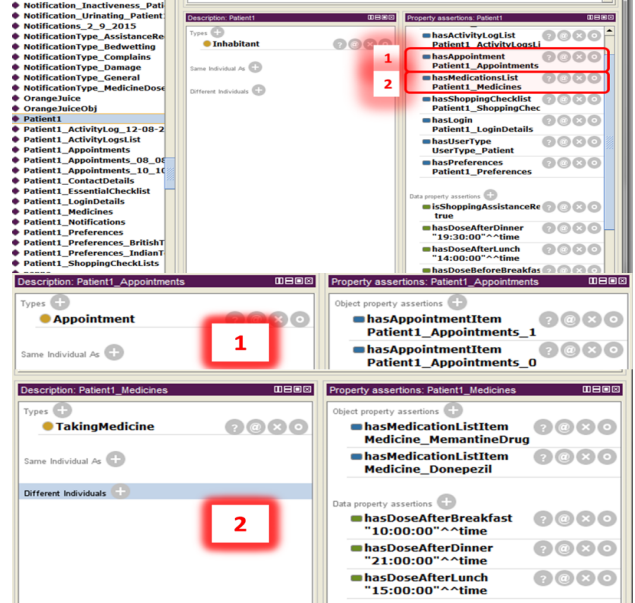 Notification_Inactiveness_Pati
Notification_Urinating_Patient
Notifications_2_9_2015
NotificationType_AssistanceRe
NotificationType_Bedwetting
NotificationType_Complains
NotificationType_Damage
NotificationType_General
NotificationType_MedicineDose
OrangeJuice
OrangeJuiceObj
Patient1
Patient1_ActivityLog_12-08-2
Patient1_ActivityLogsList
Patient1_Appointments
Patient1_Appointments_08_08
Patient1_Appointments_10_10
Patient1_ContactDetails
Patient1_EssentialChecklist
Patient1_LoginDetails
Patient1_Medicines
Patient1_Notifications
Patient1_Preferences
Patient1_Preferences_BritishT
Patient1_Preferences_IndianT
Patient1_ShoppingCheckLists
Description: Patient1
Types
Inhabitant
Same Individual As
Different Individuals
1
2
Property assertions: Patient1
hasActivityLogList
Patient1_ActivityLogsLi
hasAppointment
Patient1_Appointments
hasMedicationsList
Patient1_Medicines
hasShoppingChecklist
Patient1_ShoppingChec
hasLogin
Patient1_LoginDetails
hasUserType
UserType_Patient
hasPreferences
Patient1_Preferences
Data property assertions
isShoppingAssistanceRe
true
hasDoseAfterDinner
"19:30:00"^^time
hasDoseAfterLunch
"14:00:00"^^time
hasDoseBeforeBreakfas
Description: Patient1_Appointments
Types
Appointment
1
Same Individual As
Property assertions: Patient1_Appointments
Object property assertions
hasAppointmentItem
Patient1_Appointments_1
hasAppointmentItem
Patient1_Appointments_0
Description: Patient1_Medicines
Types
TakingMedicine
Same Individual As
Different Individuals
2
Property assertions: Patient1_Medicines
Object property assertions
hasMedicationListItem
Medicine_MemantineDrug
hasMedicationListItem
Medicine_Donepezil
Data property assertions
hasDoseAfterBreakfast
"10:00:00"^^time
hasDoseAfterDinner
"21:00:00"^^time
hasDoseAfterLunch
"15:00:00"^^time